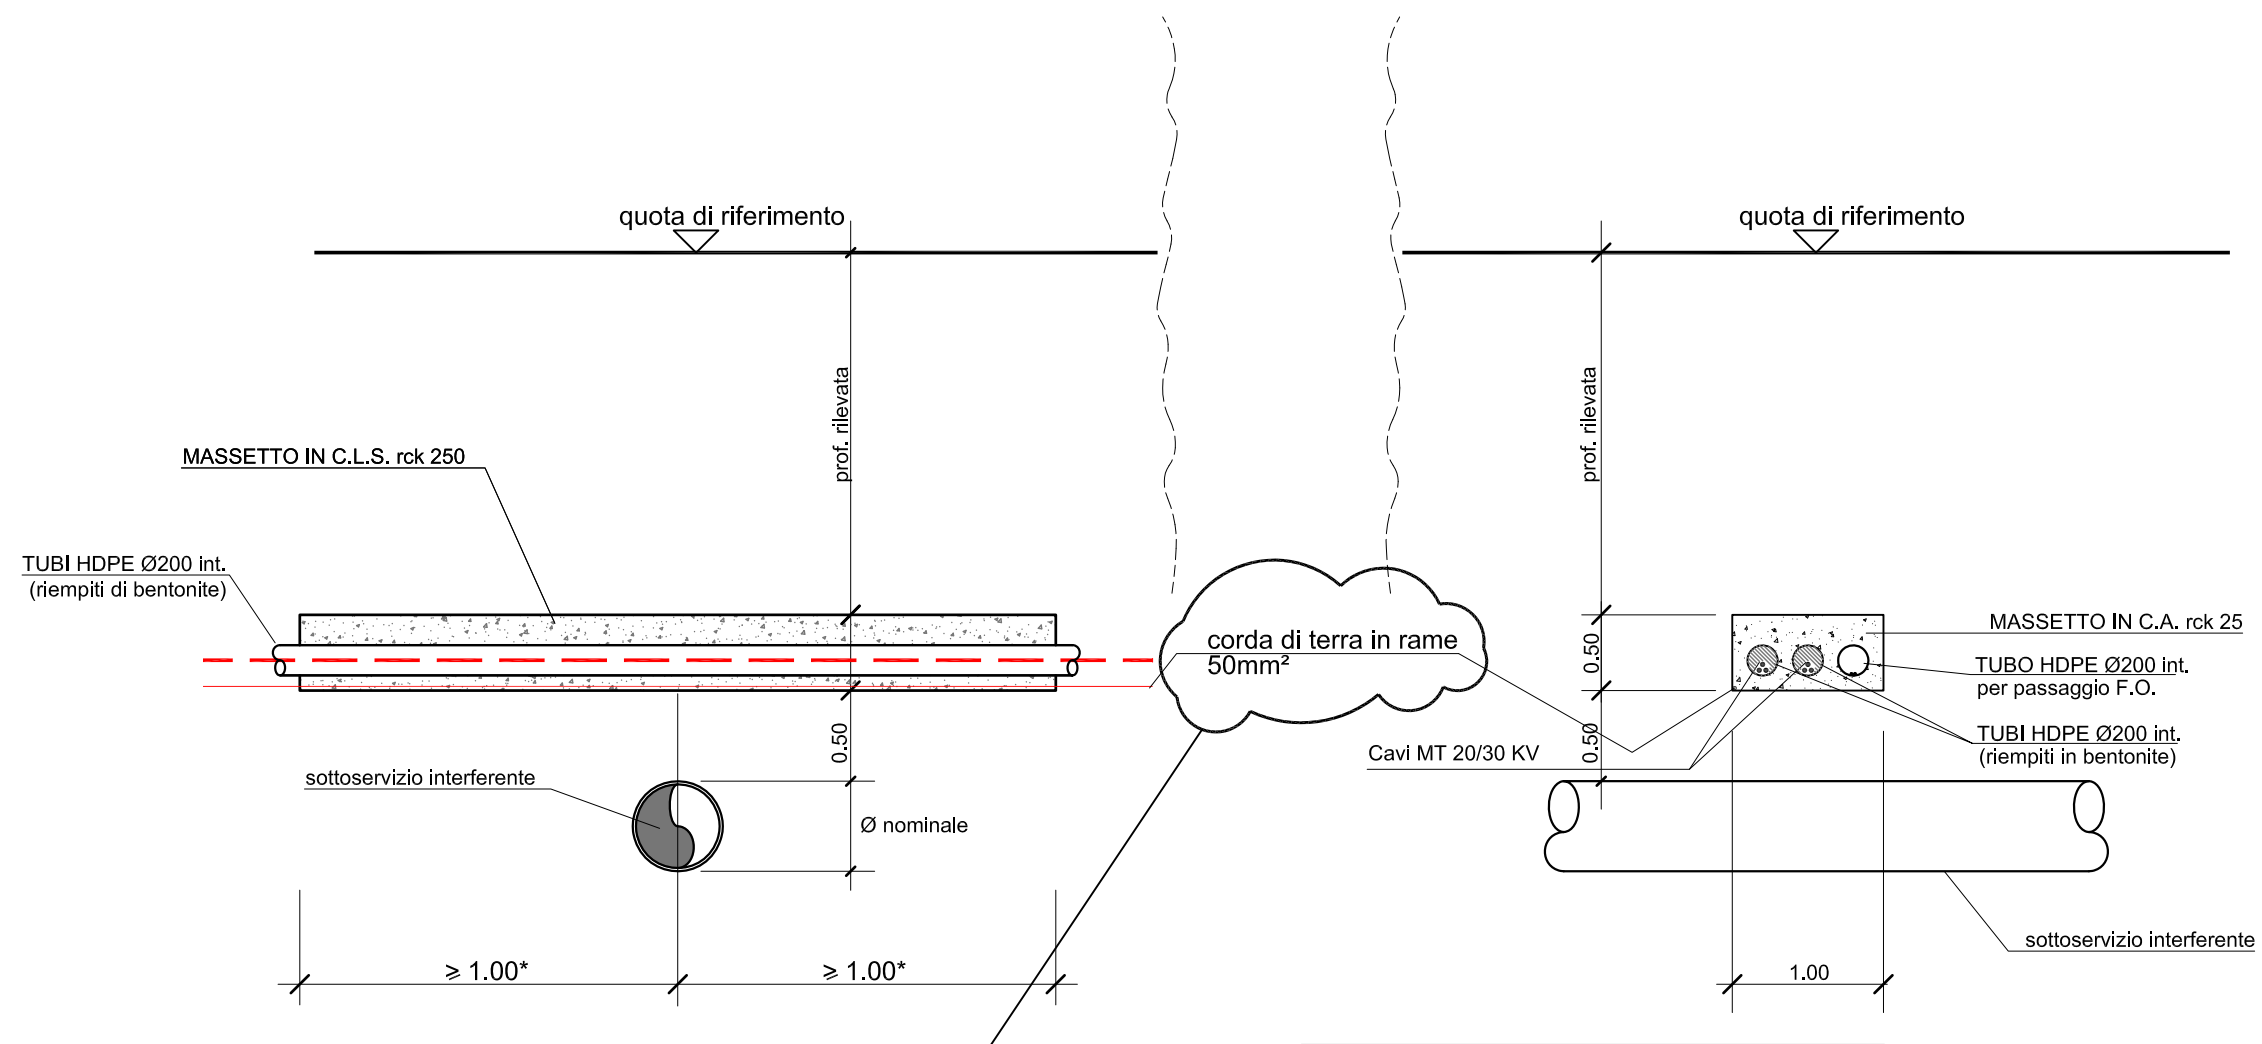 quota di riferimento
quota di riferimento
prof. rilevata
prof. rilevata
MASSETTO IN C.L.S. rck 250
TUBI HDPE Ø200 int.
(riempiti di bentonite)
corda di terra in rame
50mm²
0.50
MASSETTO IN C.A. rck 25
TUBO HDPE Ø200 int.
per passaggio F.O.
TUBI HDPE Ø200 int.
(riempiti in bentonite)
0.50
0.50
Cavi MT 20/30 KV
sottoservizio interferente
Ø nominale
sottoservizio interferente
≥ 1.00*
≥ 1.00*
1.00